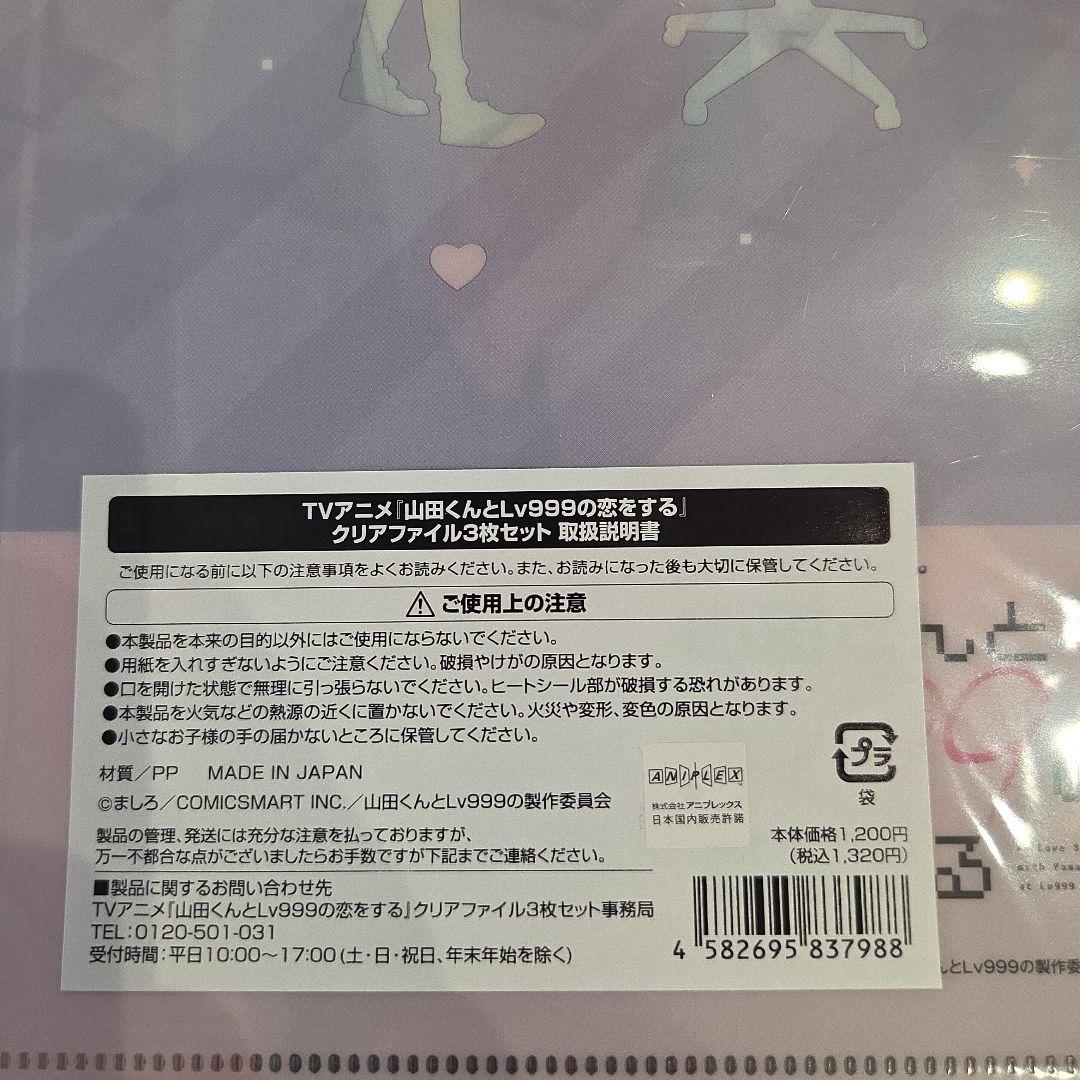 TVアニメ『山田くんとLv999の恋をする』
クリアファイル3枚セット 取扱説明書
ご使用になる前に以下の注意事項をよくお読みください。また、お読みになった後も大切に保管してください。
ご使用上の注意
●本製品を本来の目的以外にはご使用にならないでください。
●用紙を入れすぎないようにご注意ください。破損やけがの原因となります。
●口を開けた状態で無理に引っ張らないでください。ヒートシール部が破損する恐れがあります。
●本製品を火気などの熱源の近くに置かないでください。火災や変形、変色の原因となります。
●小さなお子様の手の届かないところに保管してください。
材質／PP MADE IN JAPAN
©ましろ／COMICSMART INC.／山田くんとLv999の製作委員会
プラ
袋
ANIPLEX
株式会社アニプレックス
日本国内販売許諾
製品の管理、発送には充分な注意を払っておりますが、
万一不都合な点がございましたらお手数ですが下記までご連絡ください。
本体価格1,200円
(税込1,320円)
■製品に関するお問い合わせ先
TVアニメ『山田くんとLv999の恋をする』クリアファイル3枚セット事務局
TEL:0120-501-031
受付時間：平日10:00〜17:00(土・日・祝日、年末年始を除く)
4 582695 837988
んと
る
Love S
with Yama
at Lv999
んとLv999の製作委